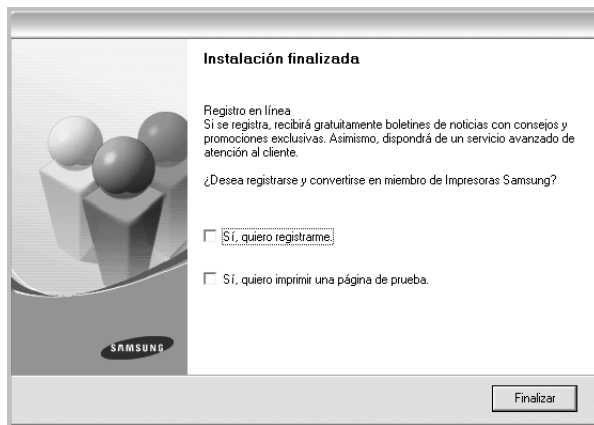 Instalación finalizada
Registro en línea
Si se registra, recibirá gratuitamente boletines de noticias con consejos y
promociones exclusivas. Asimismo, dispondrá de un servicio avanzado de
atención al cliente.
¿Desea registrarse y convertirse en miembro de Impresoras Samsung?
Sí, quiero registrarme.
Sí, quiero imprimir una página de prueba.
SAMSUNG
Finalizar